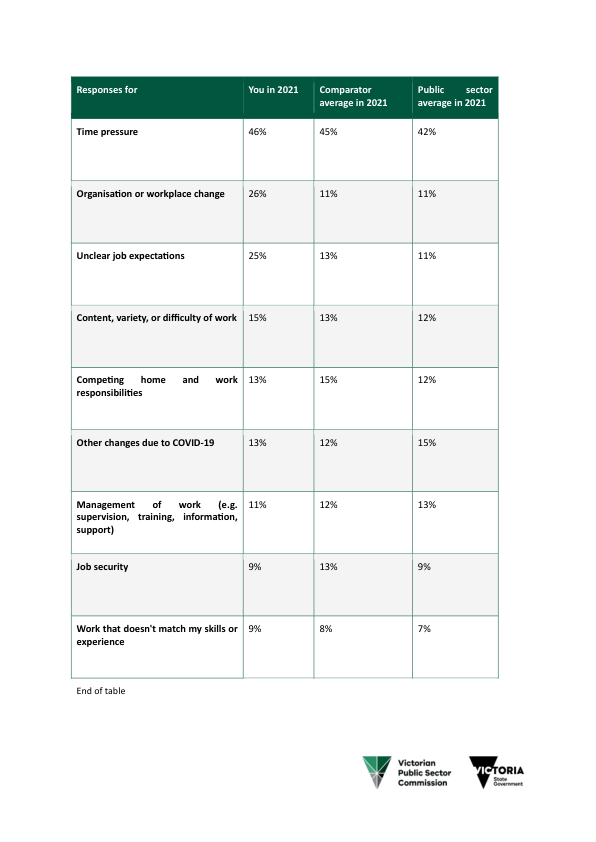 Responses for You in 2021 Comparator average in 2021 Public sector average in 2021
Time pressure 46% 45% 42%
Organisation or workplace change 26% 11% 11%
Unclear job expectations 25% 13% 11%
Content, variety, or difficulty of work 15% 13% 12%
Competing home and work responsibilities 13% 15% 12%
Other changes due to COVID-19 13% 12% 15%
Management of work (e.g. supervision, training, information, support) 11% 12% 13%
Job security 9% 13% 9%
Work that doesn't match my skills or experience 9% 8% 7%
End of table
Victorian
Public Sector
Commission
VICTORIA
State
Government